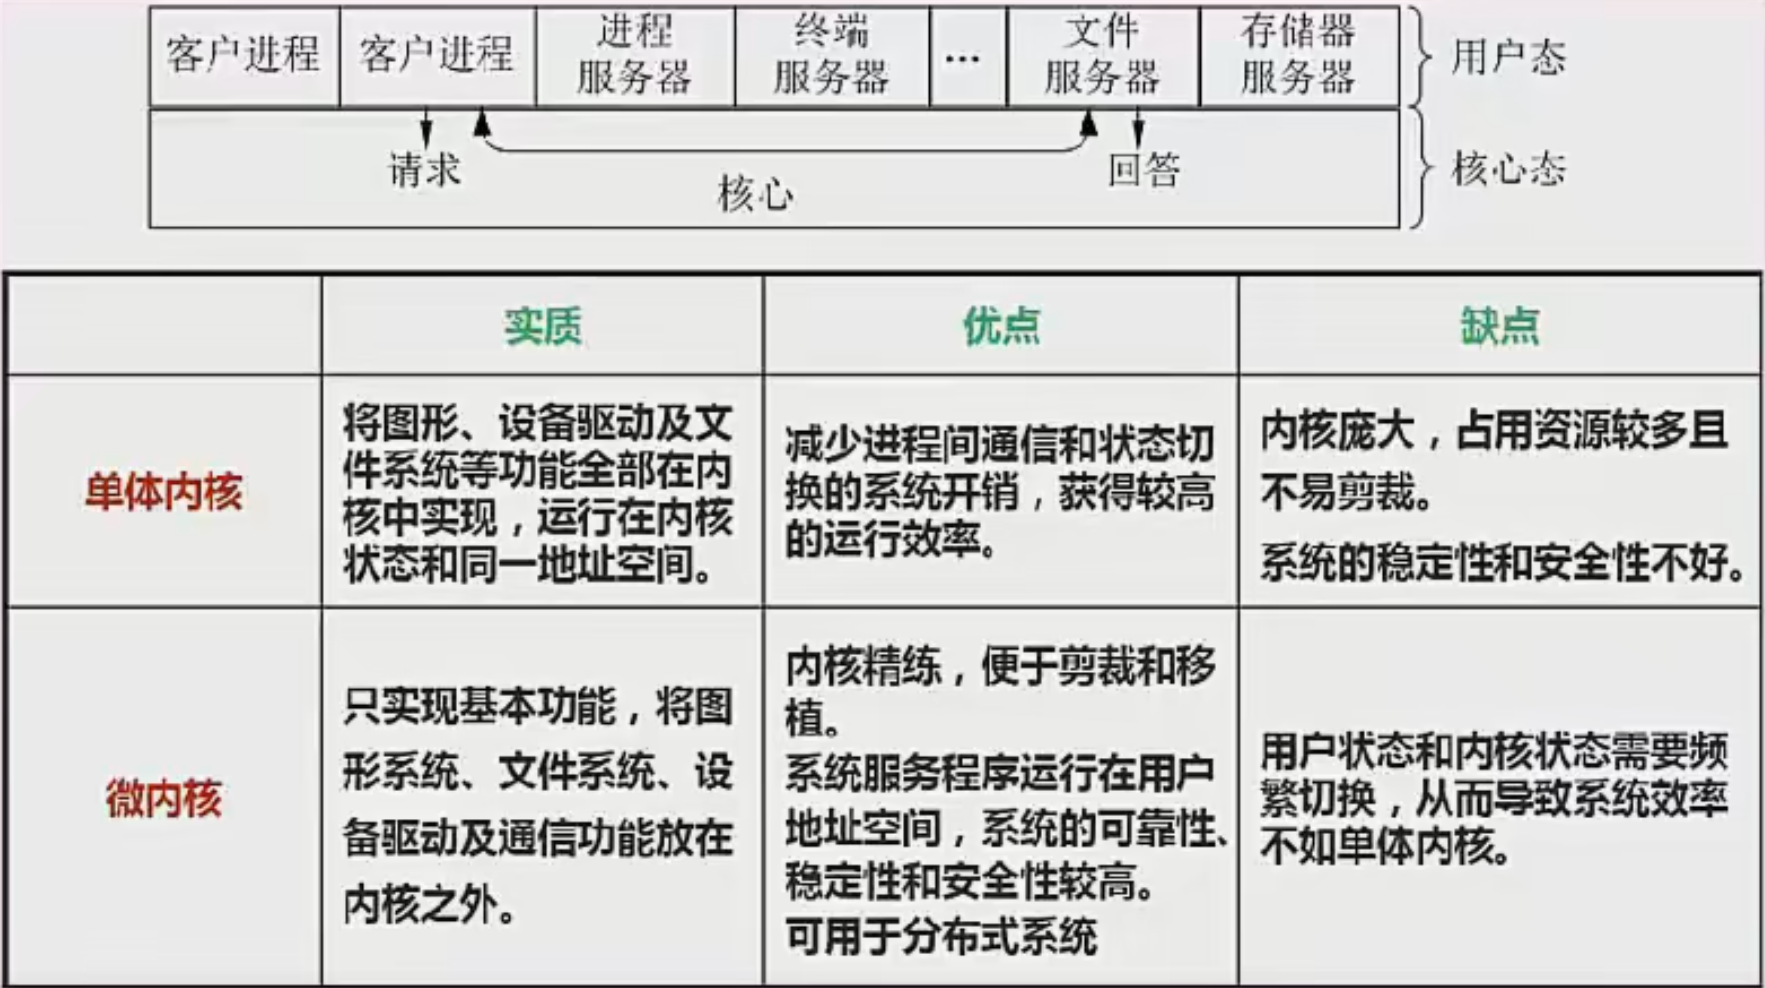 客户进程
客户进程
进程
服务器
终端
服务器
...
文件
服务器
存储器
服务器
用户态
请求
核心
回答
核心态
实质
优点
缺点
单体内核
将图形、设备驱动及文
件系统等功能全部在内
核中实现，运行在内核
状态和同一地址空间。
减少进程间通信和状态切
换的系统开销，获得较高
的运行效率。
内核庞大，占用资源较多且
不易剪裁。
系统的稳定性和安全性不好。
微内核
只实现基本功能，将图
形系统、文件系统、设
备驱动及通信功能放在
内核之外。
内核精练，便于剪裁和移
植。
系统服务程序运行在用户
地址空间，系统的可靠性、
稳定性和安全性较高。
可用于分布式系统
用户状态和内核状态需要频
繁切换，从而导致系统效率
不如单体内核。